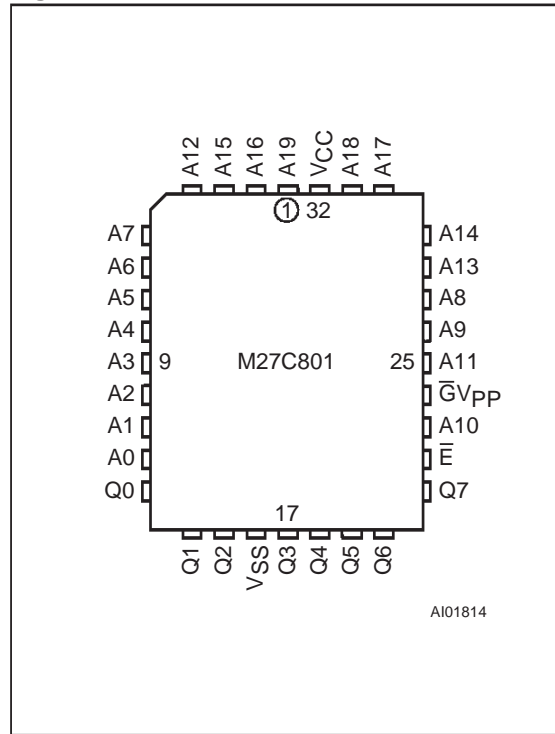 A12 A15 A16 A19 VCC A18 A17
1 32
A7 A14
A6 A13
A5 A8
A4 A9
A3 9 M27C801 25 A11
A2 G̅VPP
A1 A10
A0 E̅
Q0 Q7
17
Q1 Q2 VSS Q3 Q4 Q5 Q6
AI01814